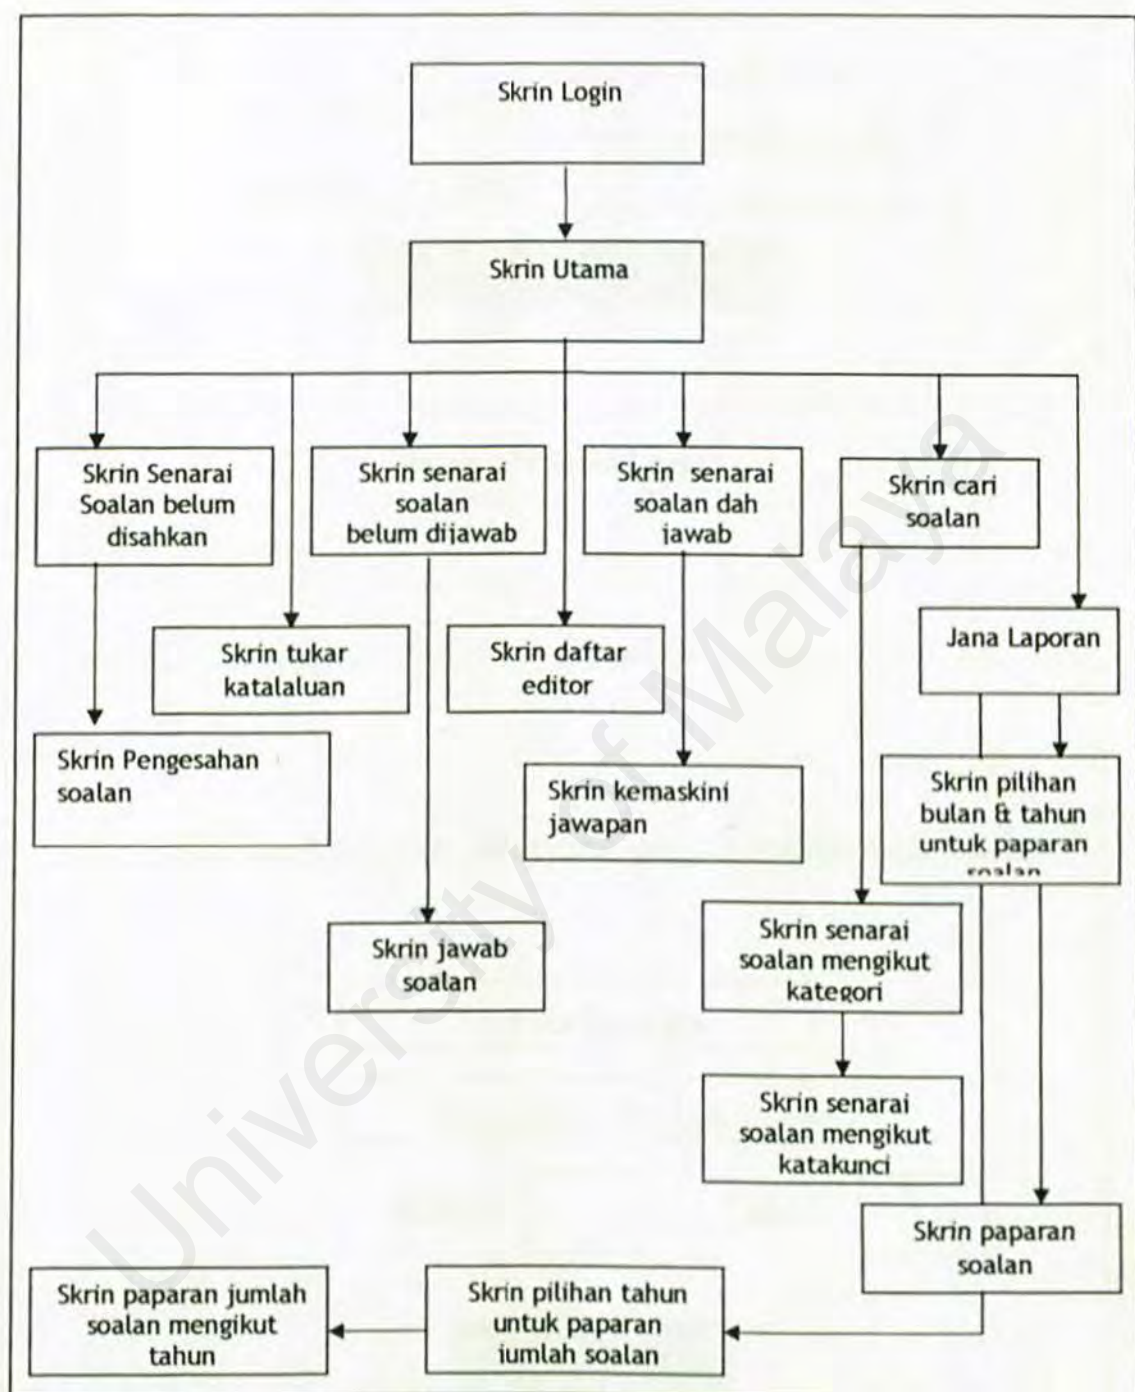 Skrin Login
Skrin Utama
Skrin Senarai
Soalan belum
disahkan
Skrin senarai
soalan
belum dijawab
Skrin senarai
soalan dah
jawab
Skrin cari
soalan
Skrin tukar
katalaluan
Skrin daftar
editor
Jana Laporan
Skrin Pengesahan
soalan
Skrin kemaskini
jawapan
Skrin pilihan
bulan & tahun
untuk paparan
soalan
Skrin jawab
soalan
Skrin senarai
soalan mengikut
kategori
Skrin senarai
soalan mengikut
katakunci
Skrin paparan
soalan
Skrin paparan jumlah
soalan mengikut
tahun
Skrin pilihan tahun
untuk paparan
jumlah soalan
University of Malaya